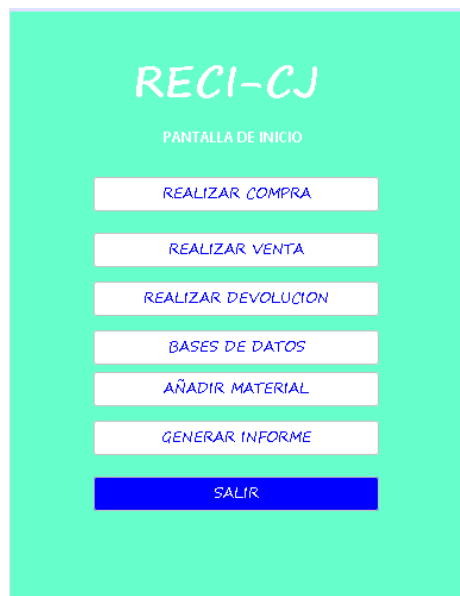 RECI-CJ
PANTALLA DE INICIO
REALIZAR COMPRA
REALIZAR VENTA
REALIZAR DEVOLUCION
BASES DE DATOS
AÑADIR MATERIAL
GENERAR INFORME
SALIR